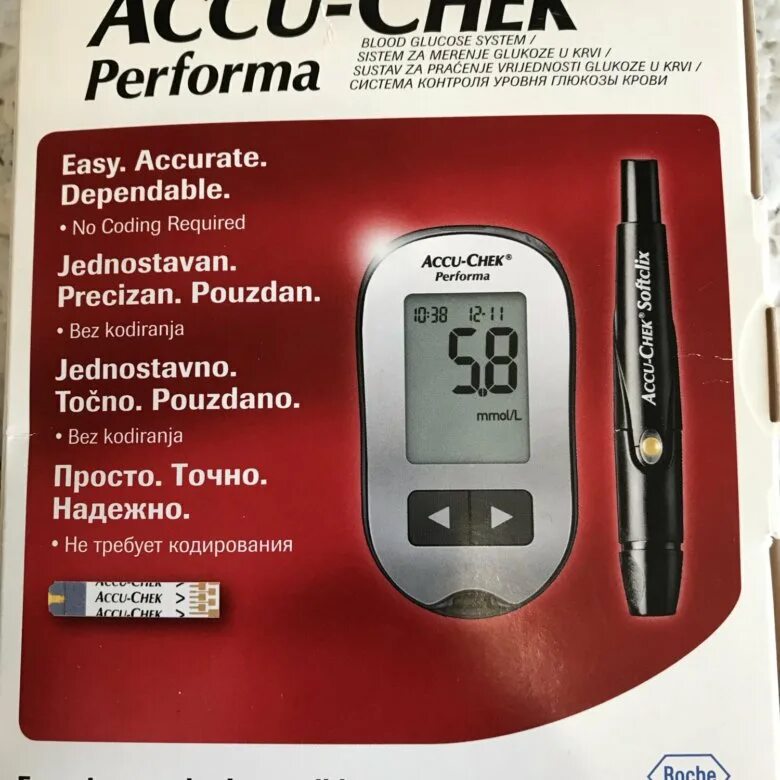 ACCU-CHEK
Performa
BLOOD GLUCOSE SYSTEM /
SISTEM ZA MERENJE GLUKOZE U KRVI /
SUSTAV ZA PRAĆENJE VRIJEDNOSTI GLUKOZE U KRVI /
СИСТЕМА КОНТРОЛЯ УРОВНЯ ГЛЮКОЗЫ КРОВИ
Easy. Accurate.
Dependable.
• No Coding Required
Jednostavan.
Precizan. Pouzdan.
• Bez kodiranja
Jednostavno.
Točno. Pouzdano.
• Bez kodiranja
Просто. Точно.
Надежно.
• Не требует кодирования
ACCU-CHEK
ACCU-CHEK
ACCU-CHEK
ACCU-CHEK®
Performa
10:38 12-11
5.8
mmol/L
ACCU-CHEK® Softclix
Roche